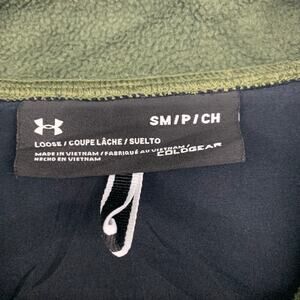 SM/P/CH
LOOSE / COUPE LÂCHE / SUELTO
MADE IN VIETNAM / FABRIQUÉ AU VIETNAM /
HECHO EN VIETNAM
COLDGEAR